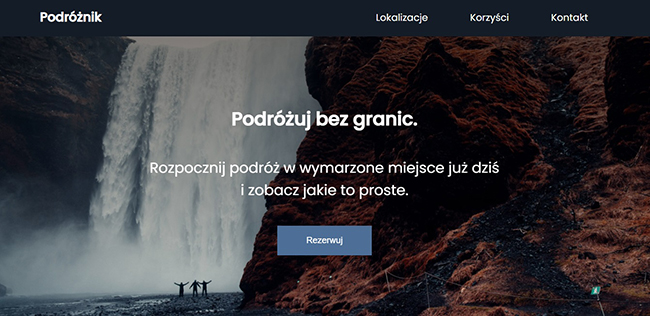 Podróżnik
Lokalizacje Korzyści Kontakt
Podróżuj bez granic.
Rozpocznij podróż w wymarzone miejsce już dziś
i zobacz jakie to proste.
Rezerwuj